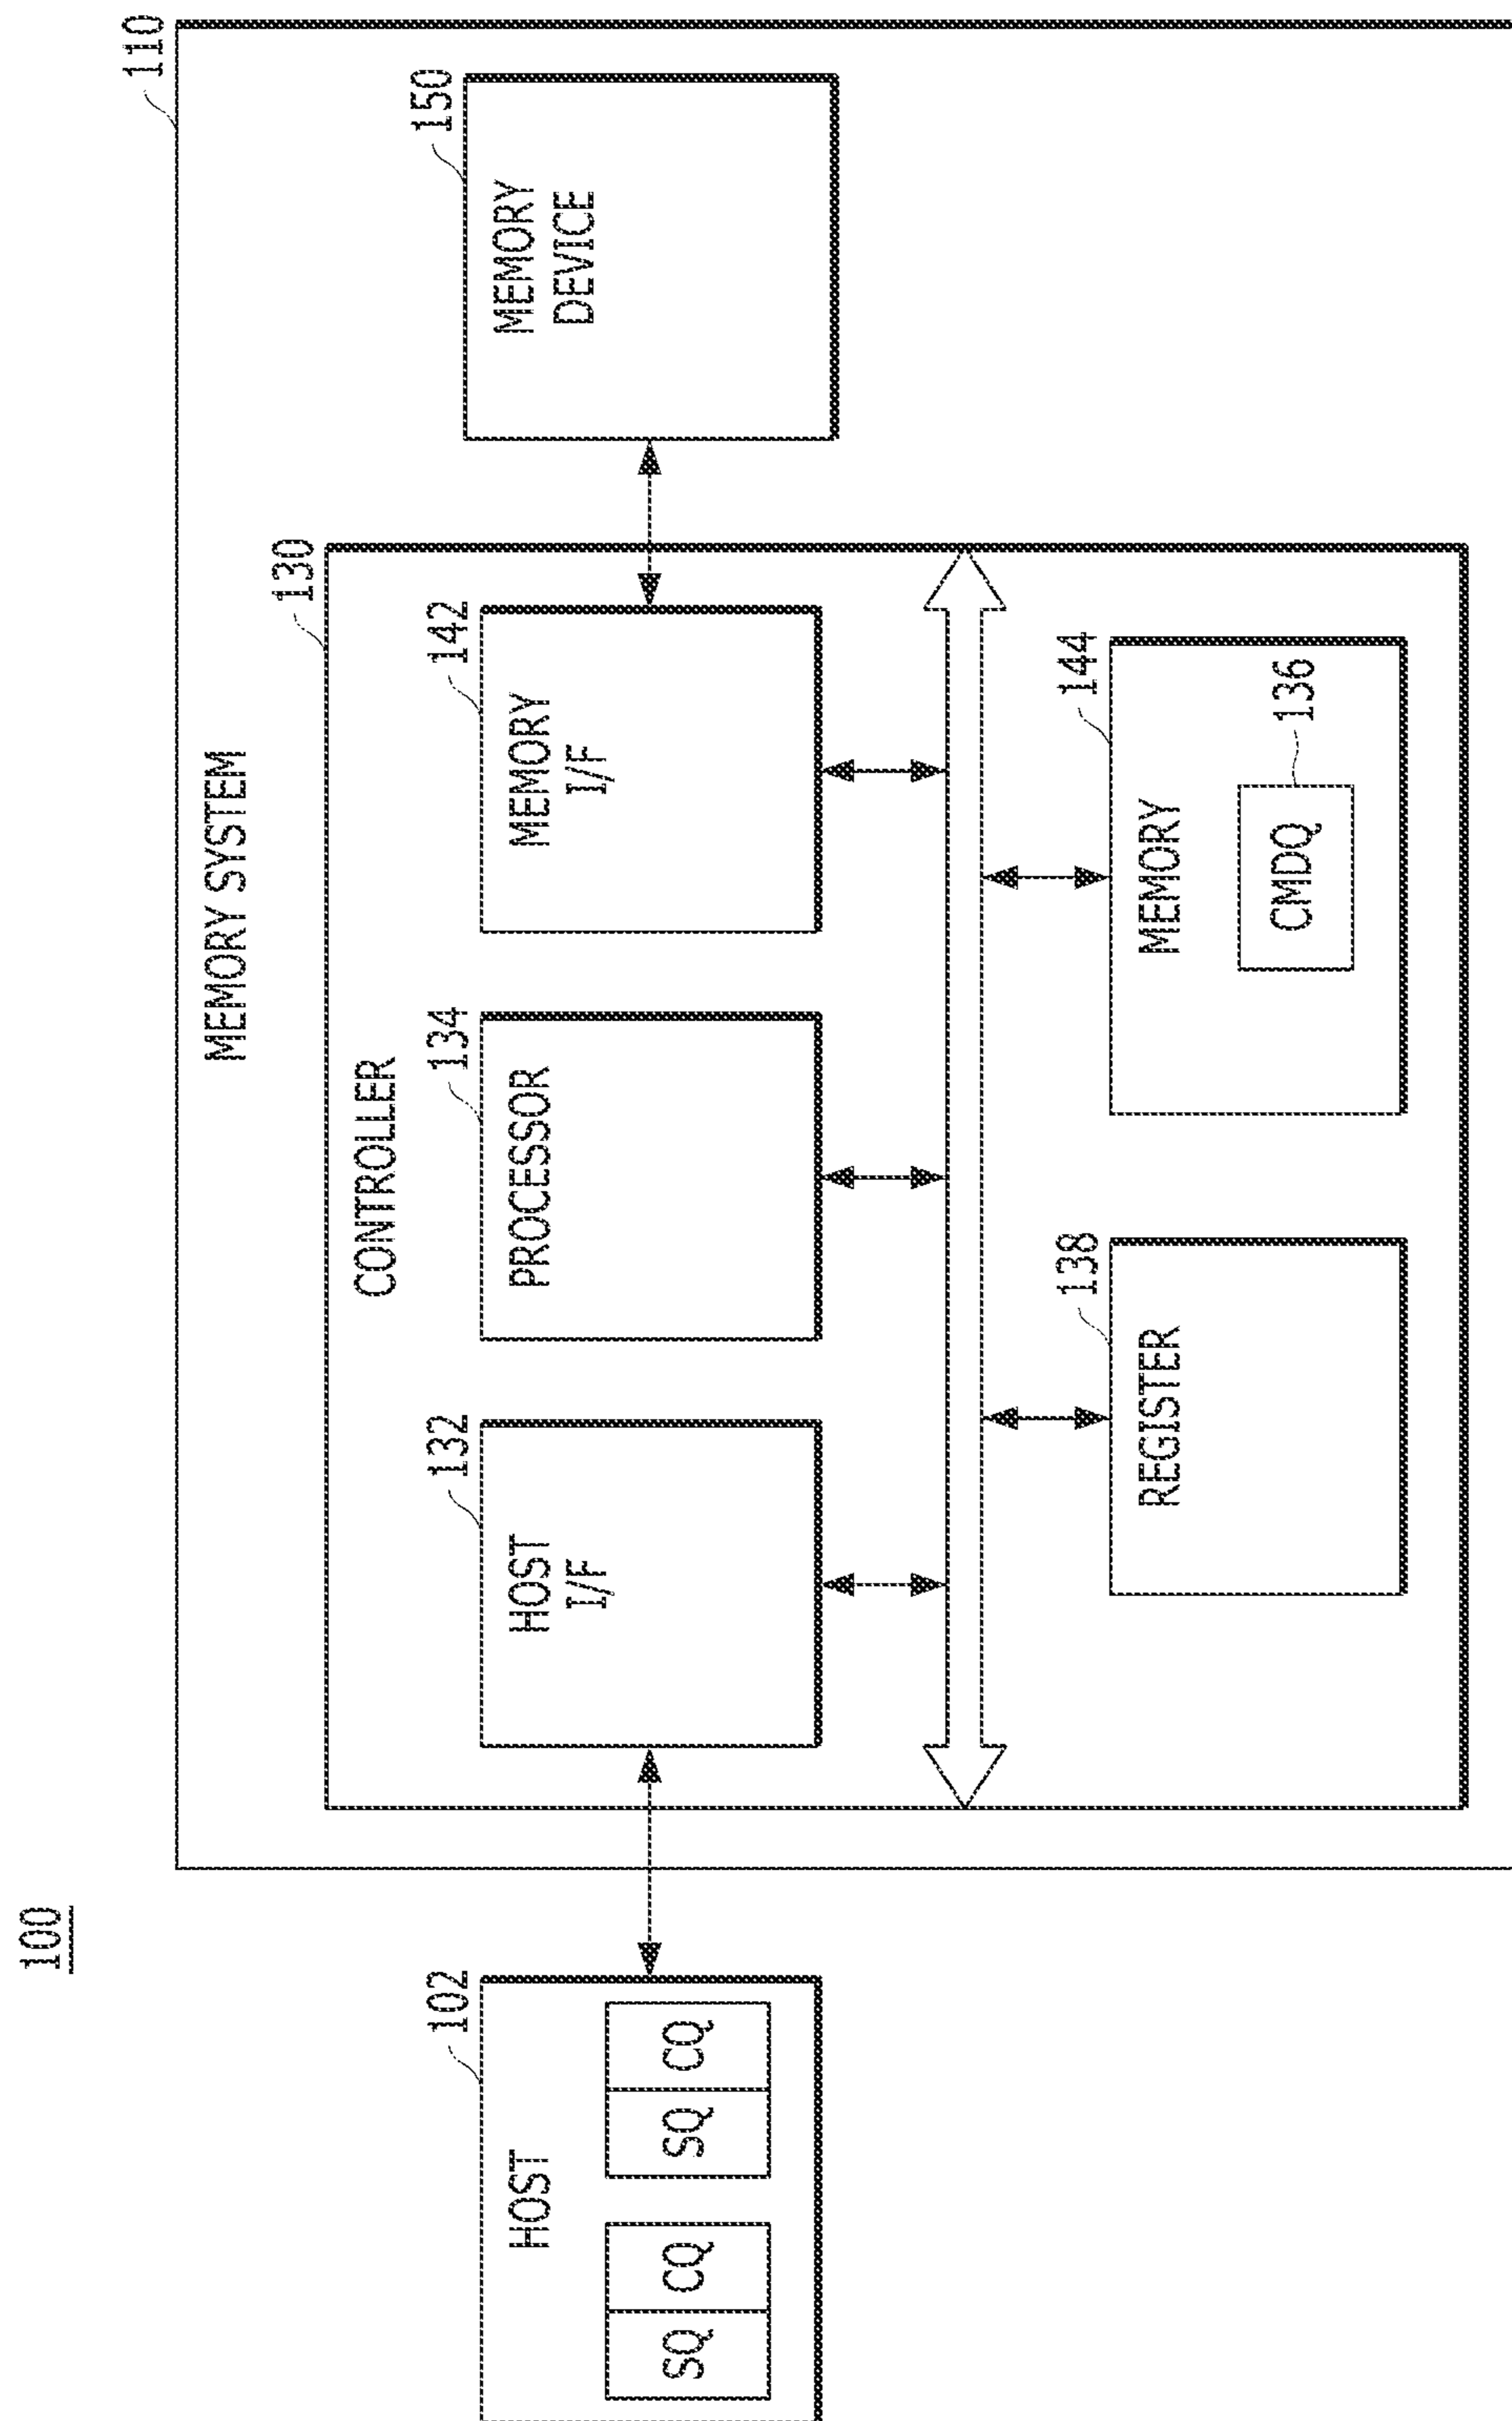 100
110
MEMORY SYSTEM
130
CONTROLLER
102
HOST
SQ CQ SQ CQ
132
HOST
I/F
134
PROCESSOR
142
MEMORY
I/F
150
MEMORY
DEVICE
138
REGISTER
144
MEMORY
136
CMDQ